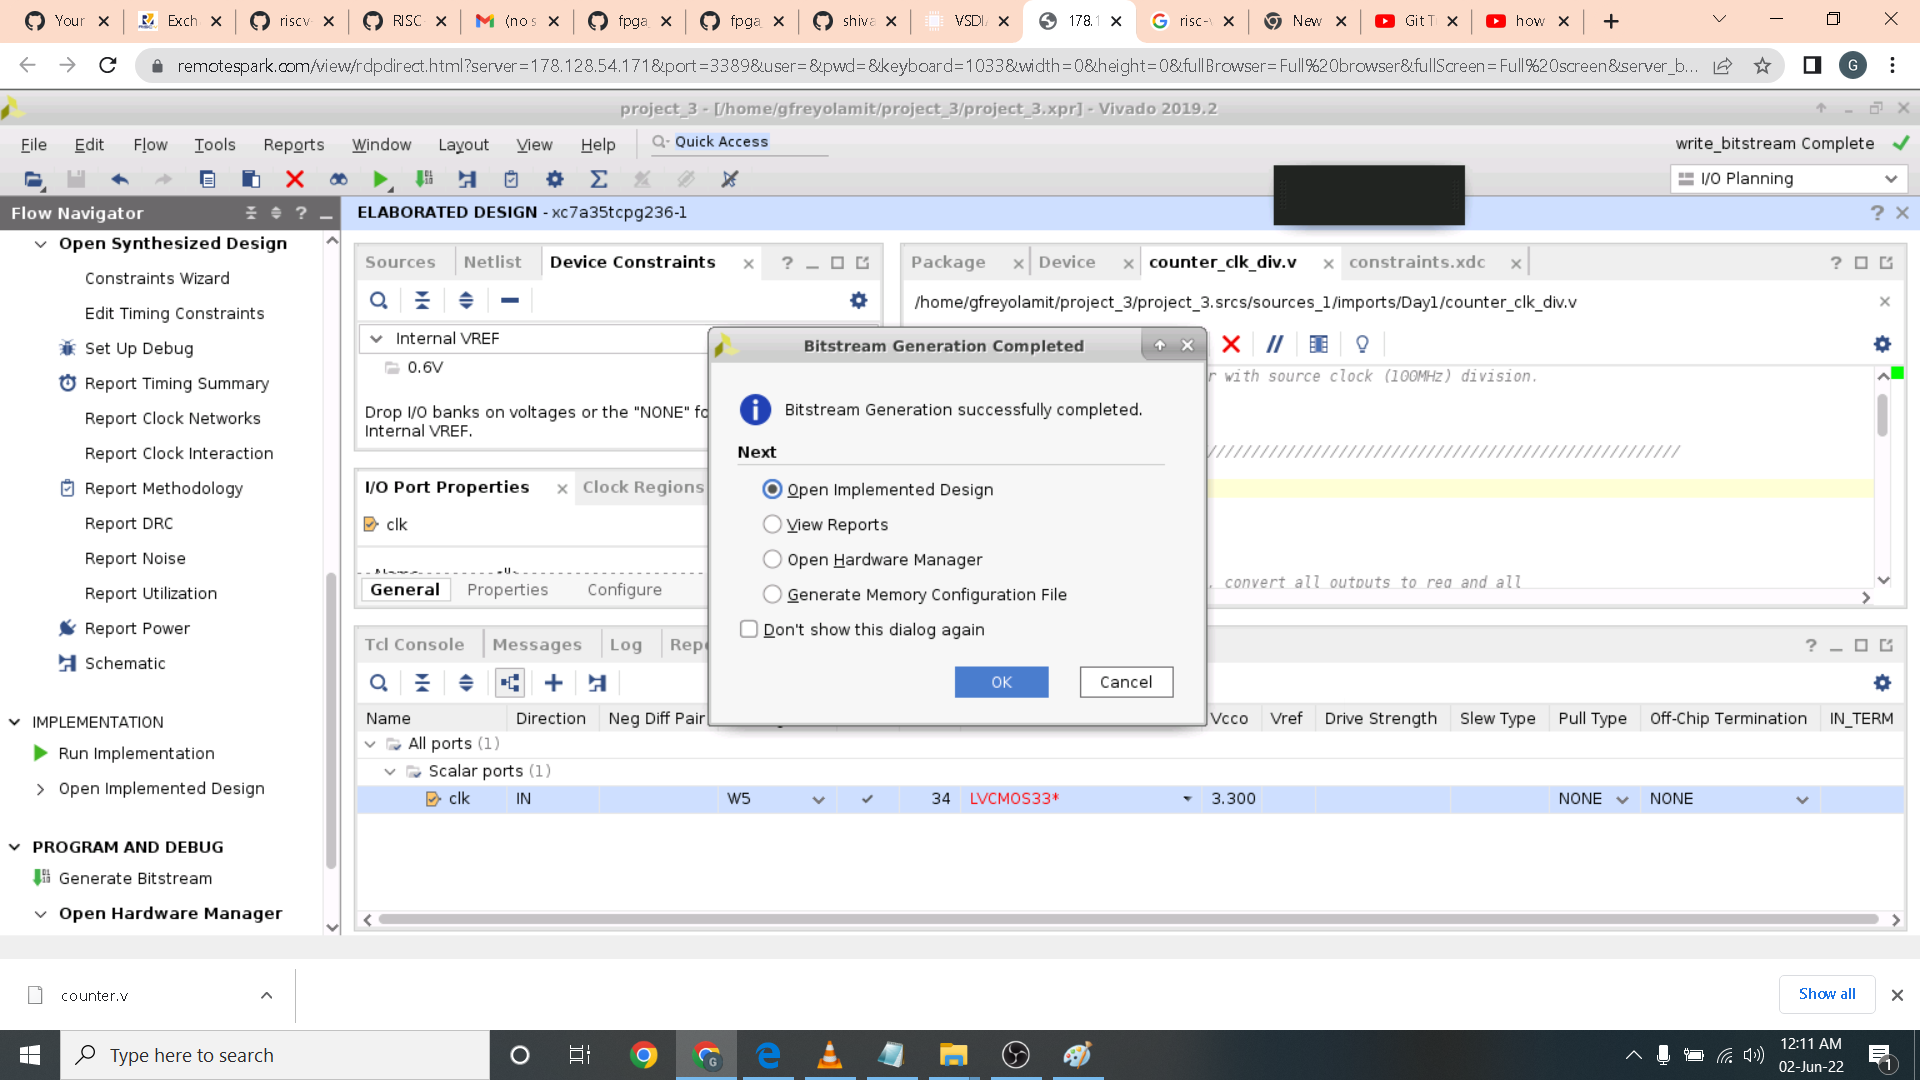 Your
Exch
riscv
RISC
(no s
fpga_
fpga_
shiva
VSDI
178.1
risc-v
New
Git T
how
remotespark.com/view/rdpdirect.html?server=178.128.54.171&port=3389&user=&pwd=&keyboard=1033&width=0&height=0&fullBrowser=Full%20browser&fullScreen=Full%20screen&server_b...
G
project_3 - [/home/gfreyolamit/project_3/project_3.xpr] - Vivado 2019.2
File Edit Flow Tools Reports Window Layout View Help
Quick Access
write_bitstream Complete
I/O Planning
Flow Navigator
ELABORATED DESIGN - xc7a35tcpg236-1
Open Synthesized Design
Constraints Wizard
Edit Timing Constraints
Set Up Debug
Report Timing Summary
Report Clock Networks
Report Clock Interaction
Report Methodology
Report DRC
Report Noise
Report Utilization
Report Power
Schematic
IMPLEMENTATION
Run Implementation
Open Implemented Design
PROGRAM AND DEBUG
Generate Bitstream
Open Hardware Manager
Sources Netlist Device Constraints
Internal VREF
0.6V
Drop I/O banks on voltages or the "NONE" fo
Internal VREF.
I/O Port Properties Clock Regions
clk
General Properties Configure
Package Device counter_clk_div.v constraints.xdc
/home/gfreyolamit/project_3/project_3.srcs/sources_1/imports/Day1/counter_clk_div.v
r with source clock (100MHz) division.
, convert all outputs to reg and all
Bitstream Generation Completed
Bitstream Generation successfully completed.
Next
Open Implemented Design
View Reports
Open Hardware Manager
Generate Memory Configuration File
Don't show this dialog again
OK Cancel
Tcl Console Messages Log Repo
Name Direction Neg Diff Pair Vcco Vref Drive Strength Slew Type Pull Type Off-Chip Termination IN_TERM
All ports (1)
Scalar ports (1)
clk IN W5 34 LVCMOS33* 3.300 NONE NONE
counter.v
Show all
Type here to search
12:11 AM
02-Jun-22
1